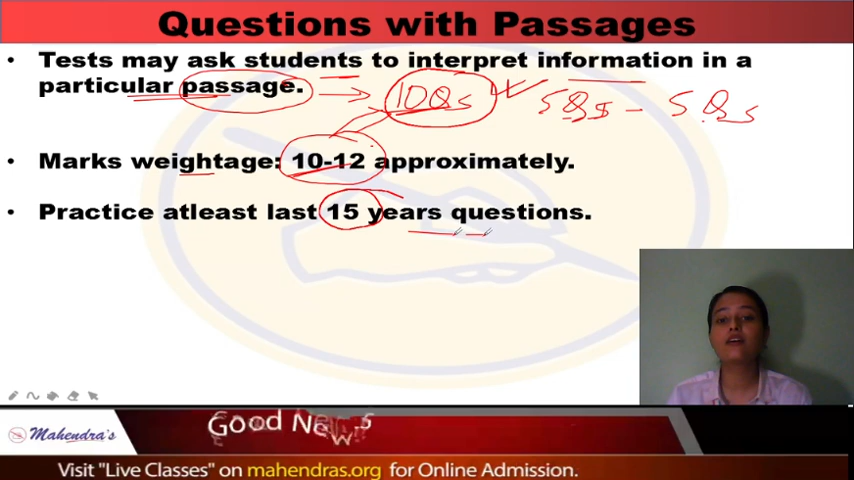 Questions with Passages
• Tests may ask students to interpret information in a
particular passage. 10Qs 5Qs - 5Qs
• Marks weightage: 10-12 approximately.
• Practice atleast last 15 years questions.
Good News
Mahendra's
Visit "Live Classes" on mahendras.org for Online Admission.